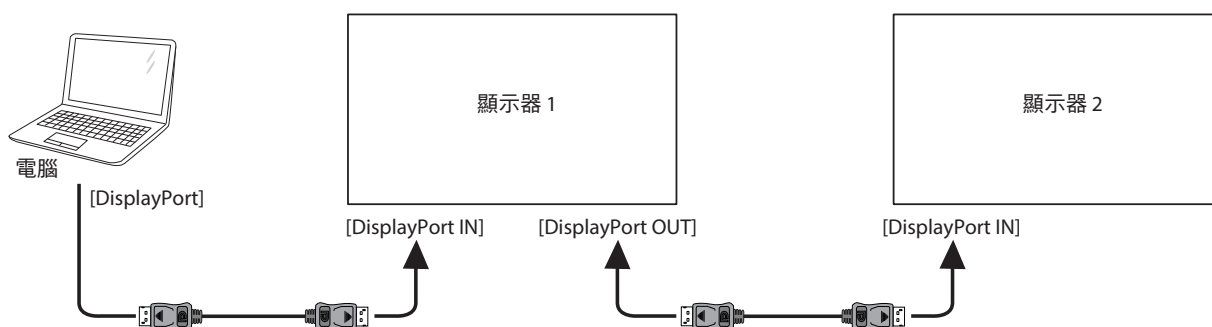 顯示器 1
顯示器 2
電腦
[DisplayPort]
[DisplayPort IN]
[DisplayPort OUT]
[DisplayPort IN]